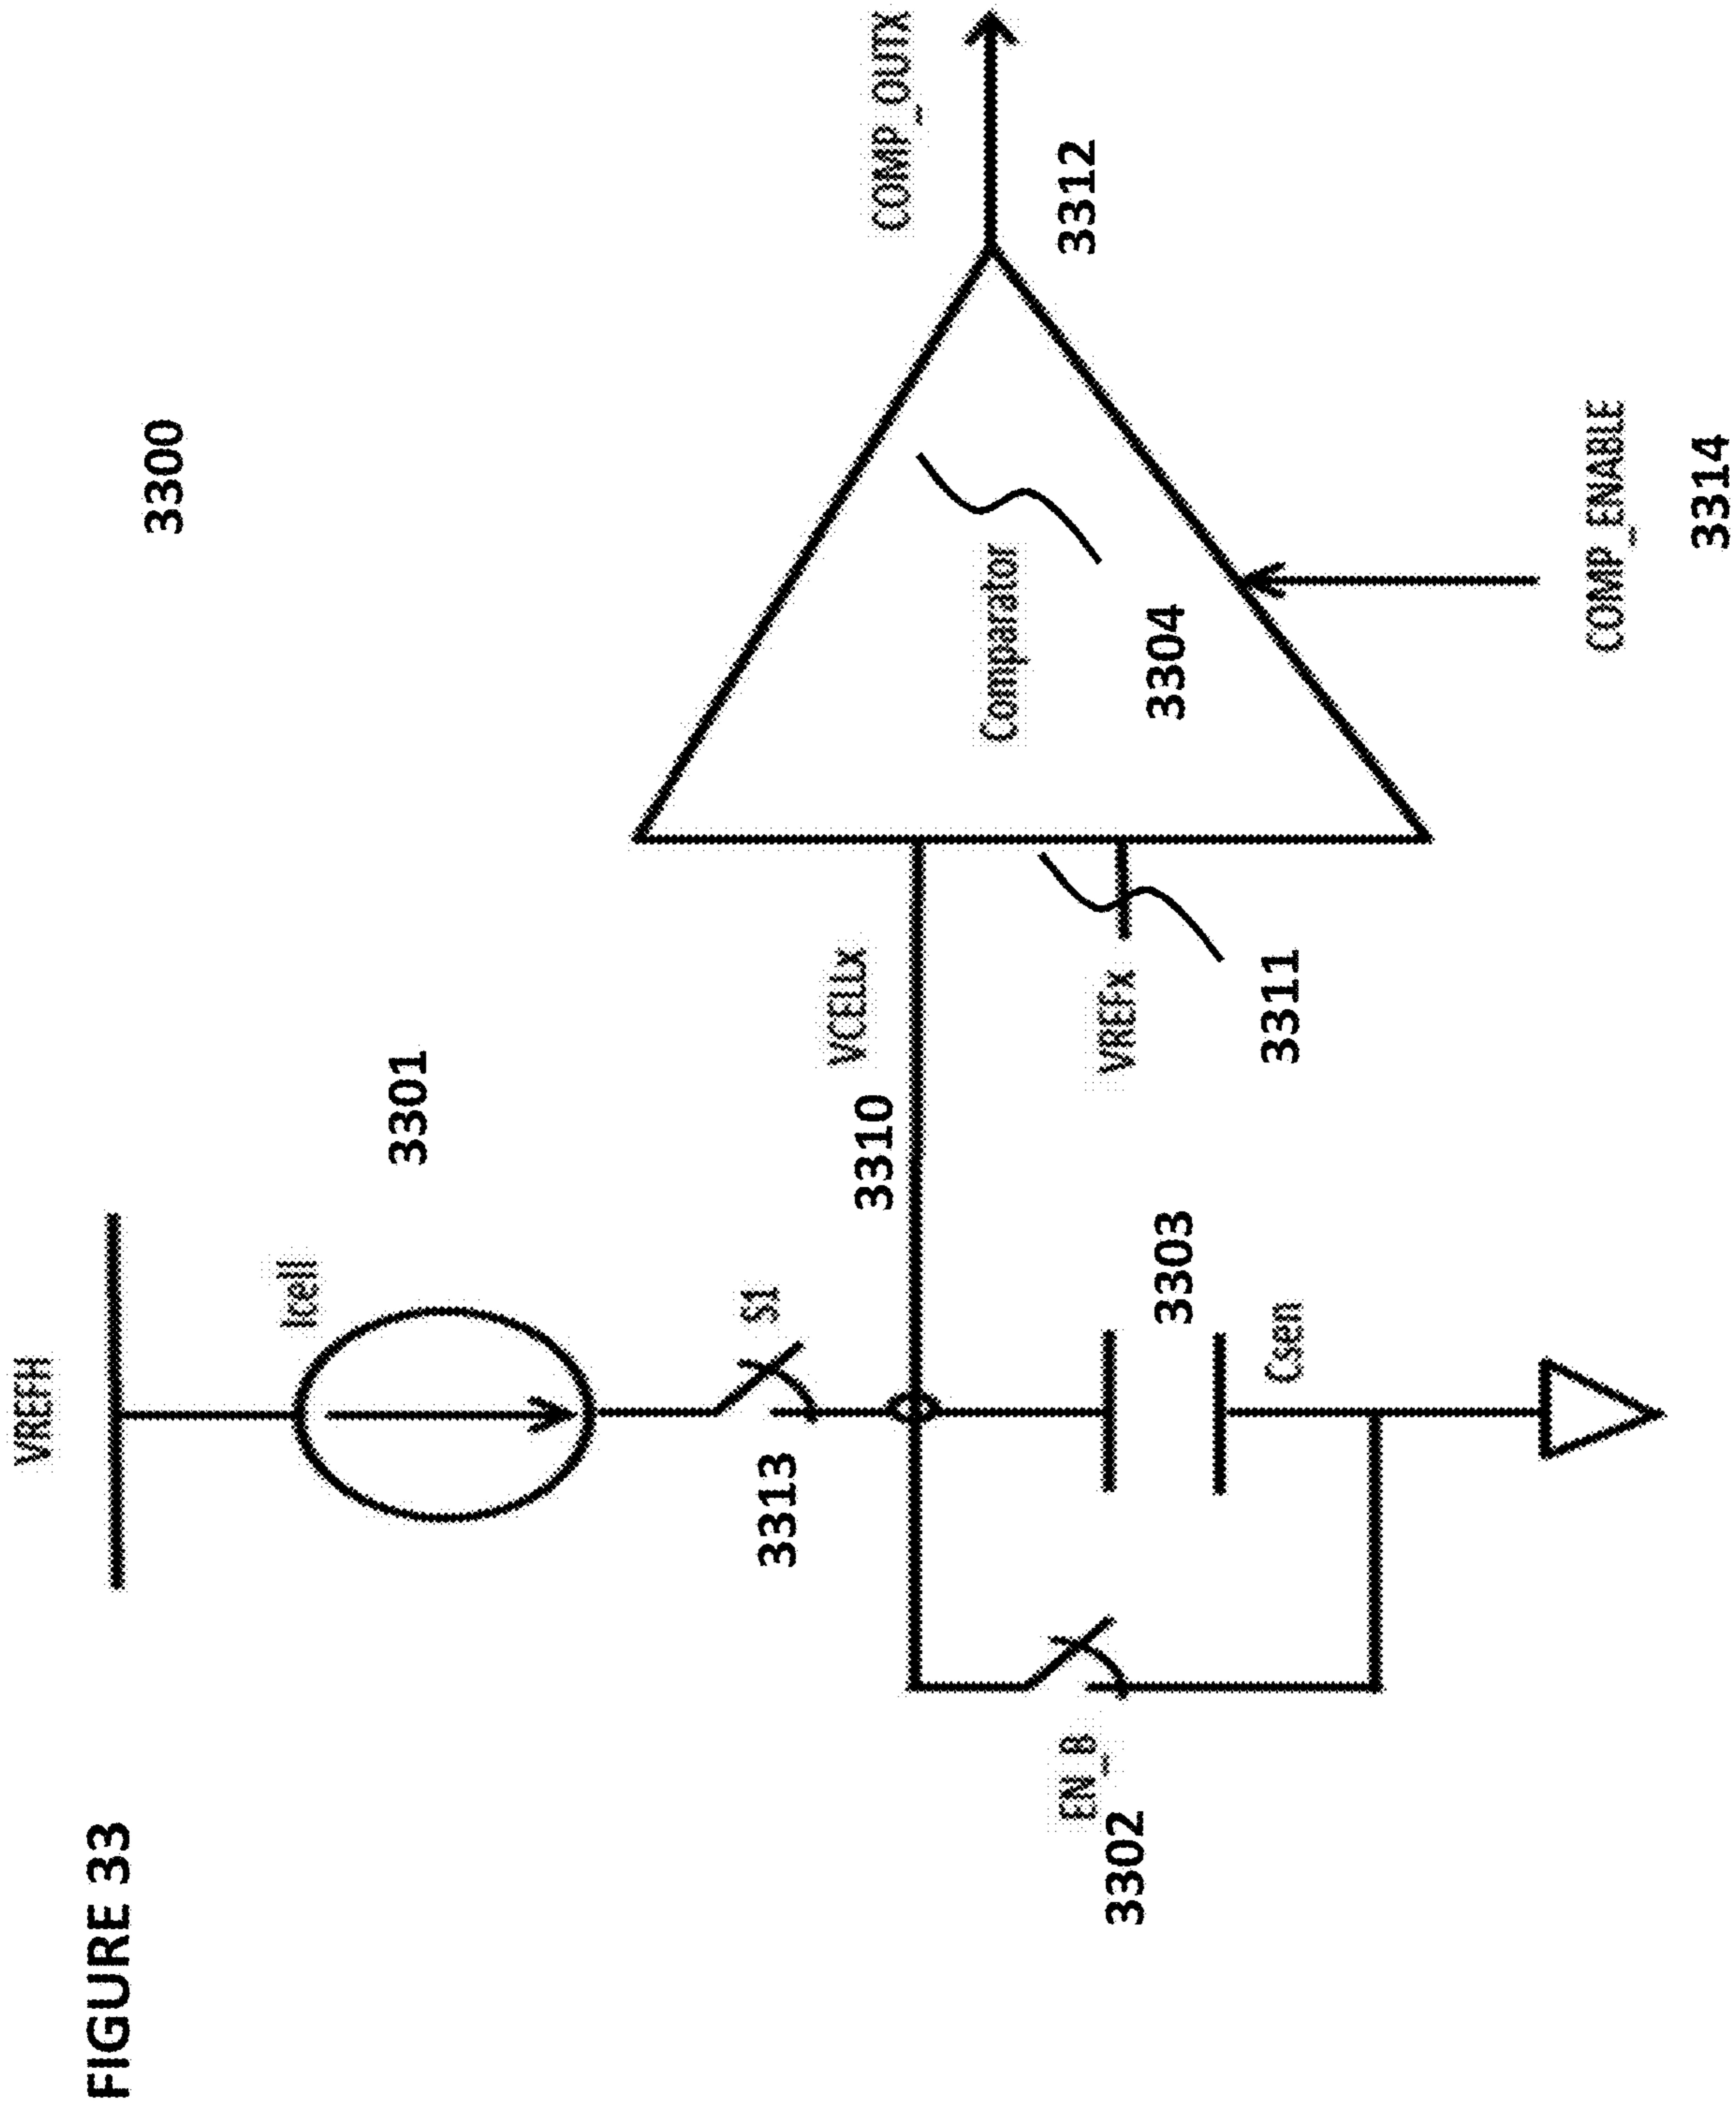 FIGURE 33
3300
VREFH
Icell
3301
S1
3313
3310
VCELLx
COMP_OUTX
3312
Comparator
3304
EN_B
3302
3303
Csen
VREFx
3311
COMP_ENABLE
3314